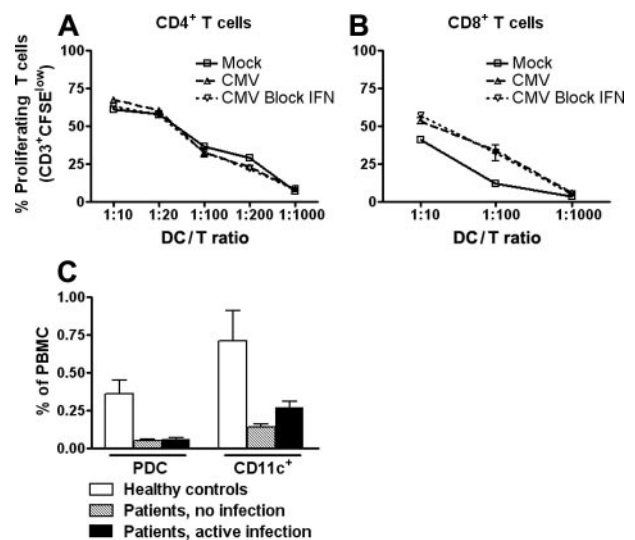 A
CD4⁺ T cells
% Proliferating T cells
(CD3⁺CFSE^low)
100
75
50
25
0
Mock
CMV
CMV Block IFN
1:10
1:20
1:100
1:200
1:1000
DC/T ratio
B
CD8⁺ T cells
100
75
50
25
0
Mock
CMV
CMV Block IFN
1:10
1:100
1:1000
DC/T ratio
C
% of PBMC
1.00
0.75
0.50
0.25
0.00
PDC
CD11c⁺
Healthy controls
Patients, no infection
Patients, active infection